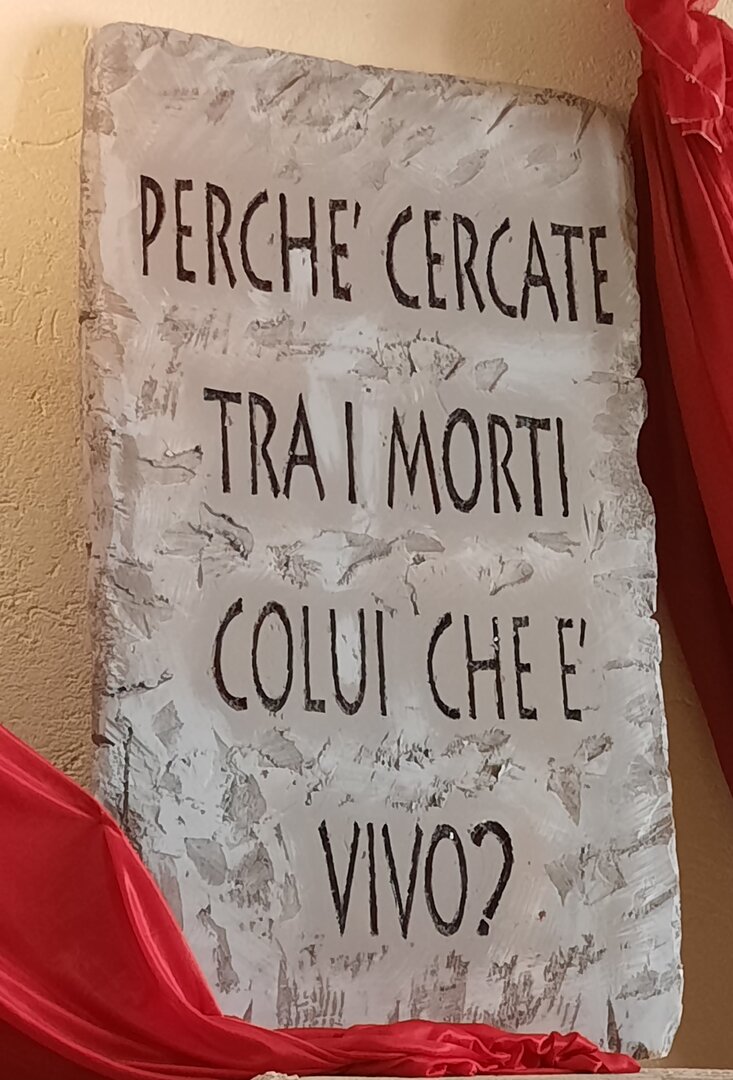 PERCHE' CERCATE
TRA I MORTI
COLUI CHE E'
VIVO?